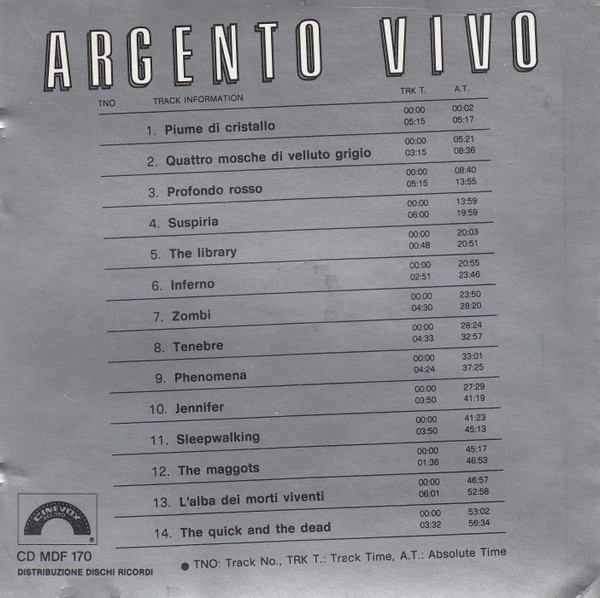 ARGENTO VIVO
TNO TRACK INFORMATION TRK T. A.T.
00:00 00:02
1. Piume di cristallo 05:15 05:17
00:00 05:21
2. Quattro mosche di velluto grigio 03:15 08:36
00:00 08:40
3. Profondo rosso 05:15 13:55
00:00 13:59
4. Suspiria 06:00 19:59
00:00 20:03
5. The library 00:48 20:51
00:00 20:55
6. Inferno 02:51 23:46
00:00 23:50
7. Zombi 04:30 28:20
00:00 28:24
8. Tenebre 04:33 32:57
00:00 33:01
9. Phenomena 04:24 37:25
00:00 27:29
10. Jennifer 03:50 41:19
00:00 41:23
11. Sleepwalking 03:50 45:13
00:00 45:17
12. The maggots 01:36 46:53
00:00 46:57
13. L'alba dei morti viventi 06:01 52:58
00:00 53:02
14. The quick and the dead 03:32 56:34
CINEVOX
RECORD
®
CD MDF 170
DISTRIBUZIONE DISCHI RICORDI
● TNO: Track No., TRK T.: Track Time, A.T.: Absolute Time